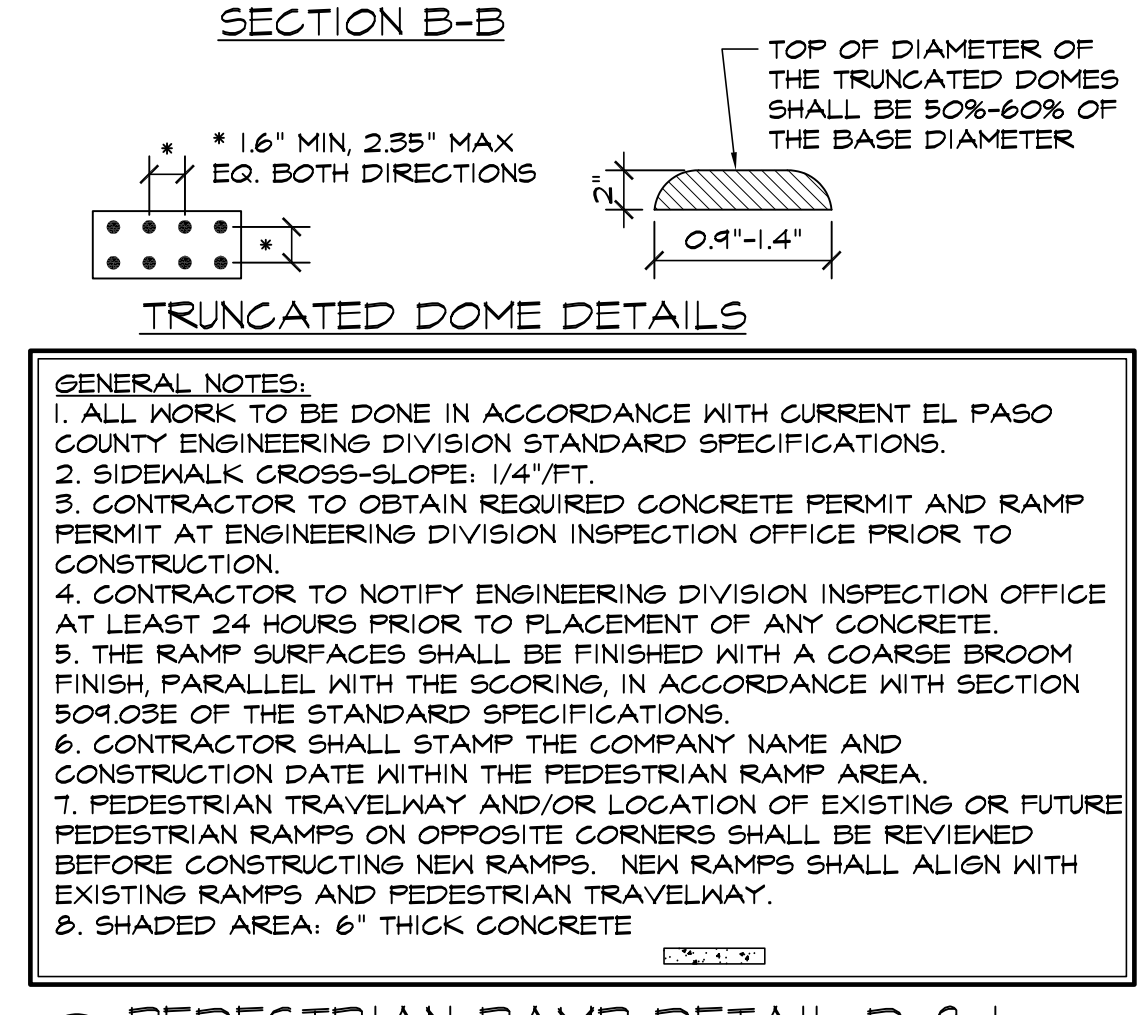 SECTION B-B
TOP OF DIAMETER OF
THE TRUNCATED DOMES
SHALL BE 50%-60% OF
THE BASE DIAMETER
* 1.6" MIN, 2.35" MAX
EQ. BOTH DIRECTIONS
*
*
2"
0.9"-1.4"
TRUNCATED DOME DETAILS
GENERAL NOTES:
1. ALL WORK TO BE DONE IN ACCORDANCE WITH CURRENT EL PASO
COUNTY ENGINEERING DIVISION STANDARD SPECIFICATIONS.
2. SIDEWALK CROSS-SLOPE: 1/4"/FT.
3. CONTRACTOR TO OBTAIN REQUIRED CONCRETE PERMIT AND RAMP
PERMIT AT ENGINEERING DIVISION INSPECTION OFFICE PRIOR TO
CONSTRUCTION.
4. CONTRACTOR TO NOTIFY ENGINEERING DIVISION INSPECTION OFFICE
AT LEAST 24 HOURS PRIOR TO PLACEMENT OF ANY CONCRETE.
5. THE RAMP SURFACES SHALL BE FINISHED WITH A COARSE BROOM
FINISH, PARALLEL WITH THE SCORING, IN ACCORDANCE WITH SECTION
509.03E OF THE STANDARD SPECIFICATIONS.
6. CONTRACTOR SHALL STAMP THE COMPANY NAME AND
CONSTRUCTION DATE WITHIN THE PEDESTRIAN RAMP AREA.
7. PEDESTRIAN TRAVELWAY AND/OR LOCATION OF EXISTING OR FUTURE
PEDESTRIAN RAMPS ON OPPOSITE CORNERS SHALL BE REVIEWED
BEFORE CONSTRUCTING NEW RAMPS.  NEW RAMPS SHALL ALIGN WITH
EXISTING RAMPS AND PEDESTRIAN TRAVELWAY.
8. SHADED AREA: 6" THICK CONCRETE
PEDESTRIAN RAMP DETAIL